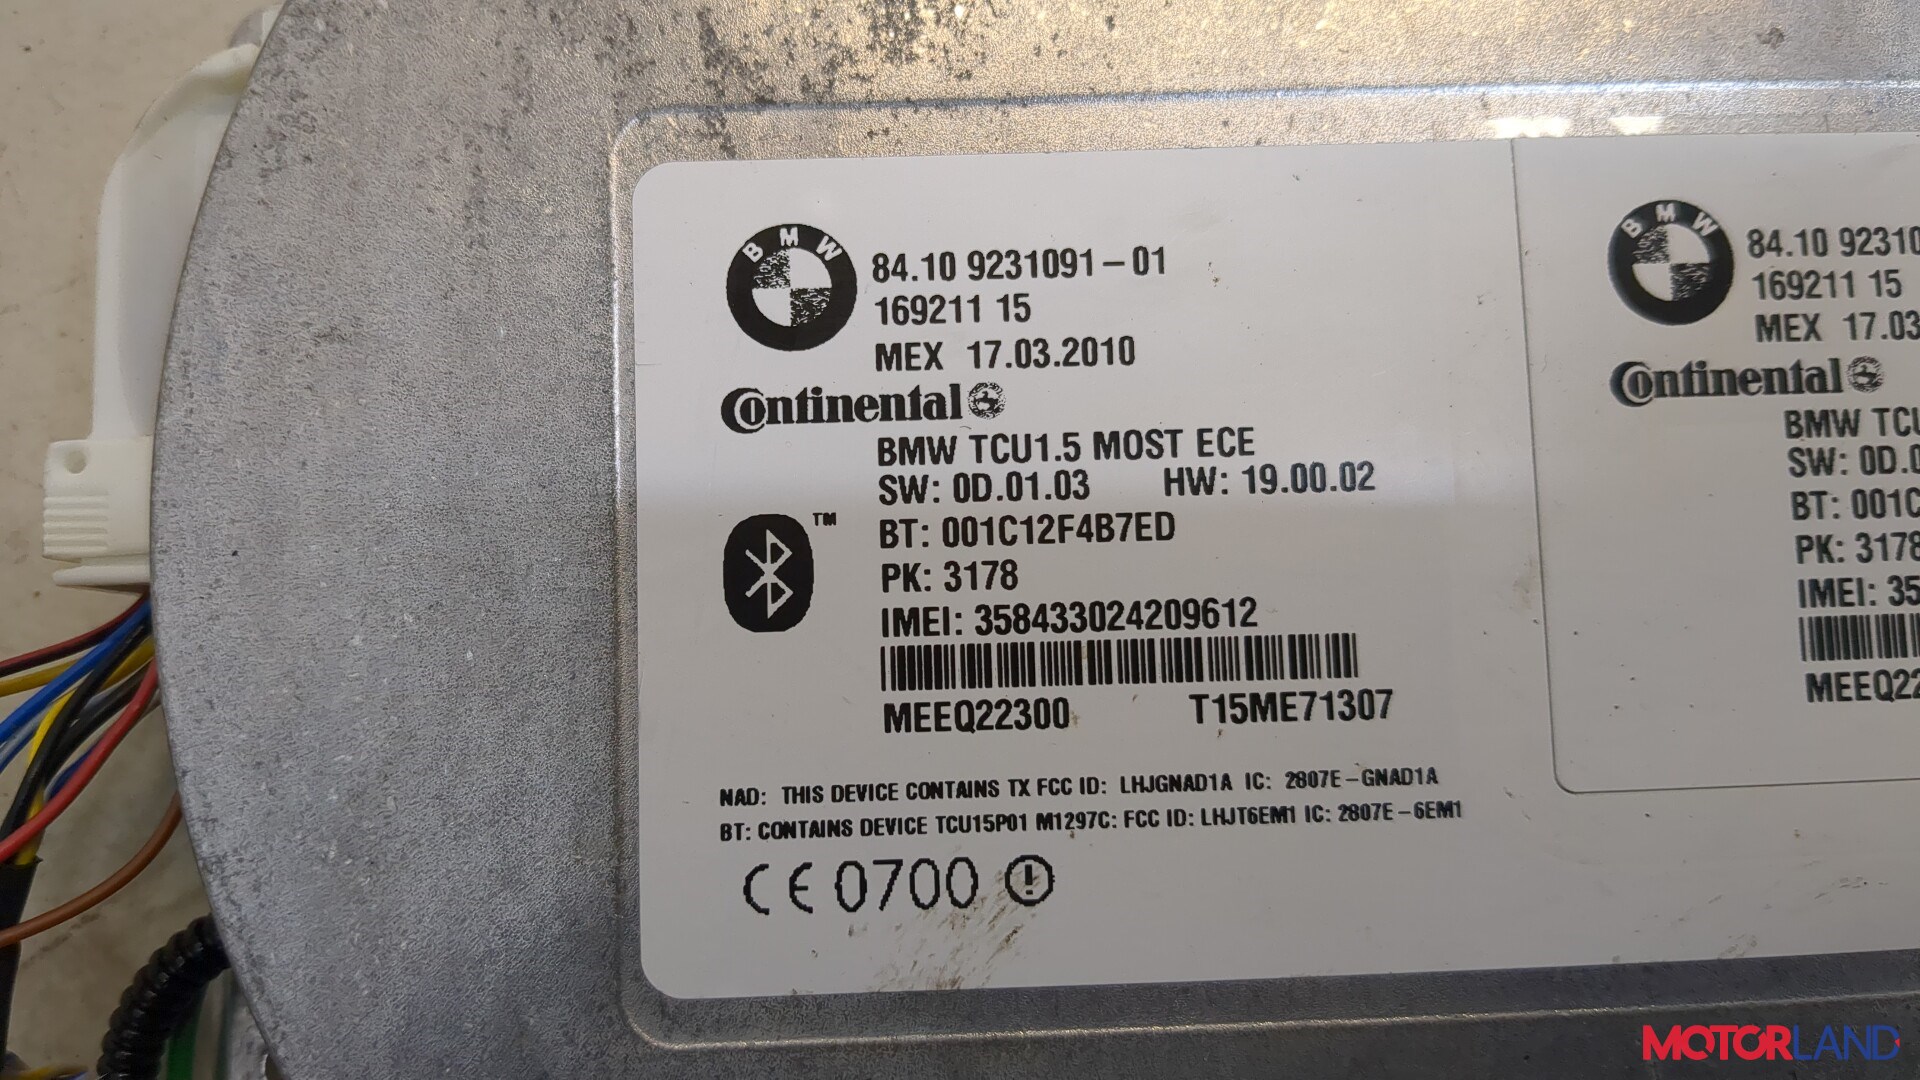 BMW
84.10 9231091-01
169211 15
MEX 17.03.2010
Continental
BMW TCU1.5 MOST ECE
SW: 0D.01.03 HW: 19.00.02
TM
BT: 001C12F4B7ED
PK: 3178
IMEI: 358433024209612
MEEQ22300 T15ME71307
NAD: THIS DEVICE CONTAINS TX FCC ID: LHJGNAD1A IC: 2807E-GNAD1A
BT: CONTAINS DEVICE TCU15P01 M1297C: FCC ID: LHJT6EM1 IC: 2807E-6EM1
CE 0700
BMW
84.10 92310
169211 15
MEX 17.03
Continental
BMW TCU
SW: 0D.0
BT: 001C
PK: 3178
IMEI: 35
MEEQ22
MOTORLAND